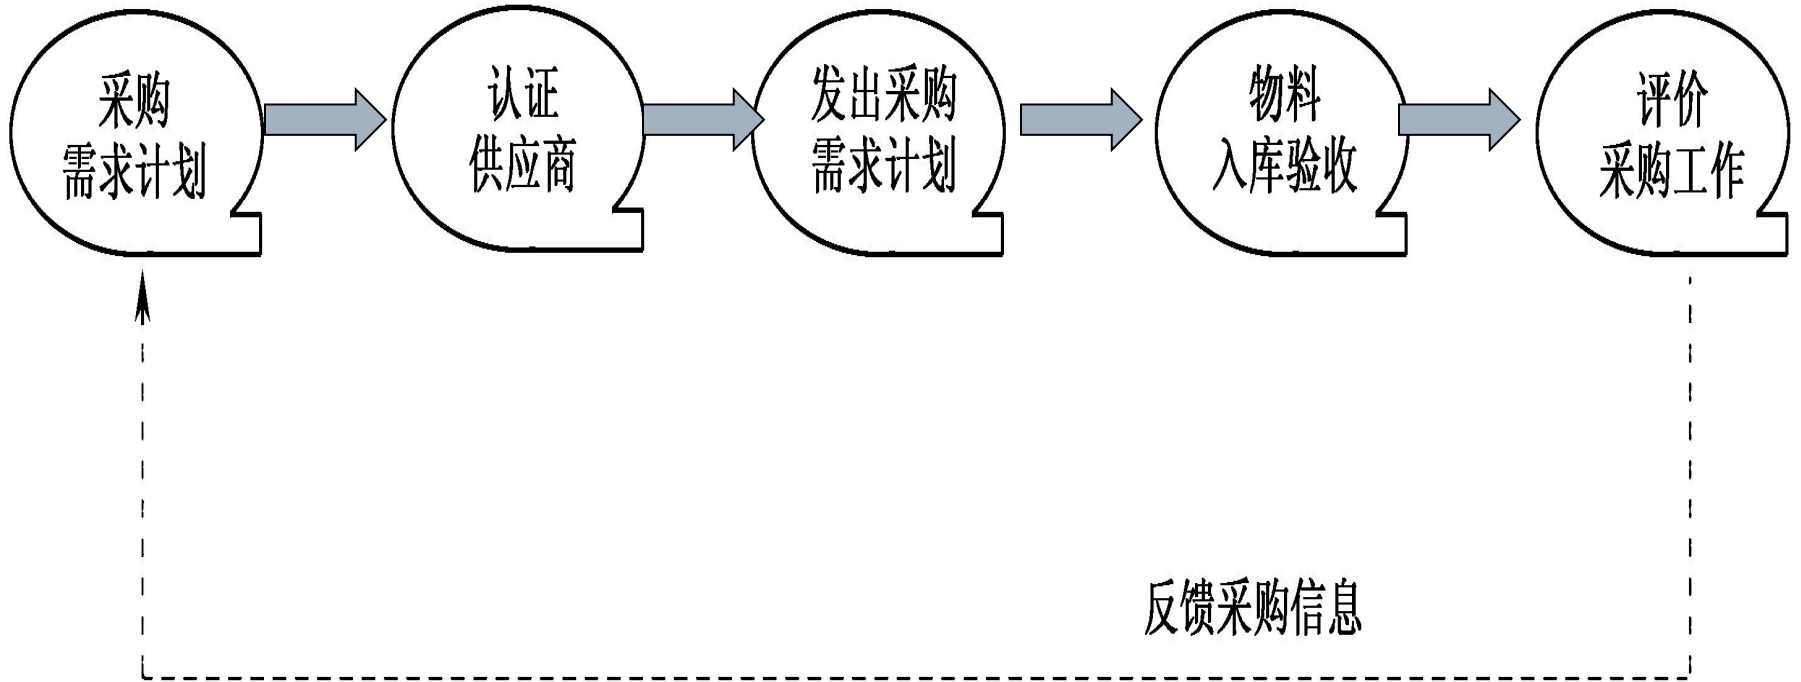 采购
需求计划
认证
供应商
发出采购
需求计划
物料
入库验收
评价
采购工作
反馈采购信息